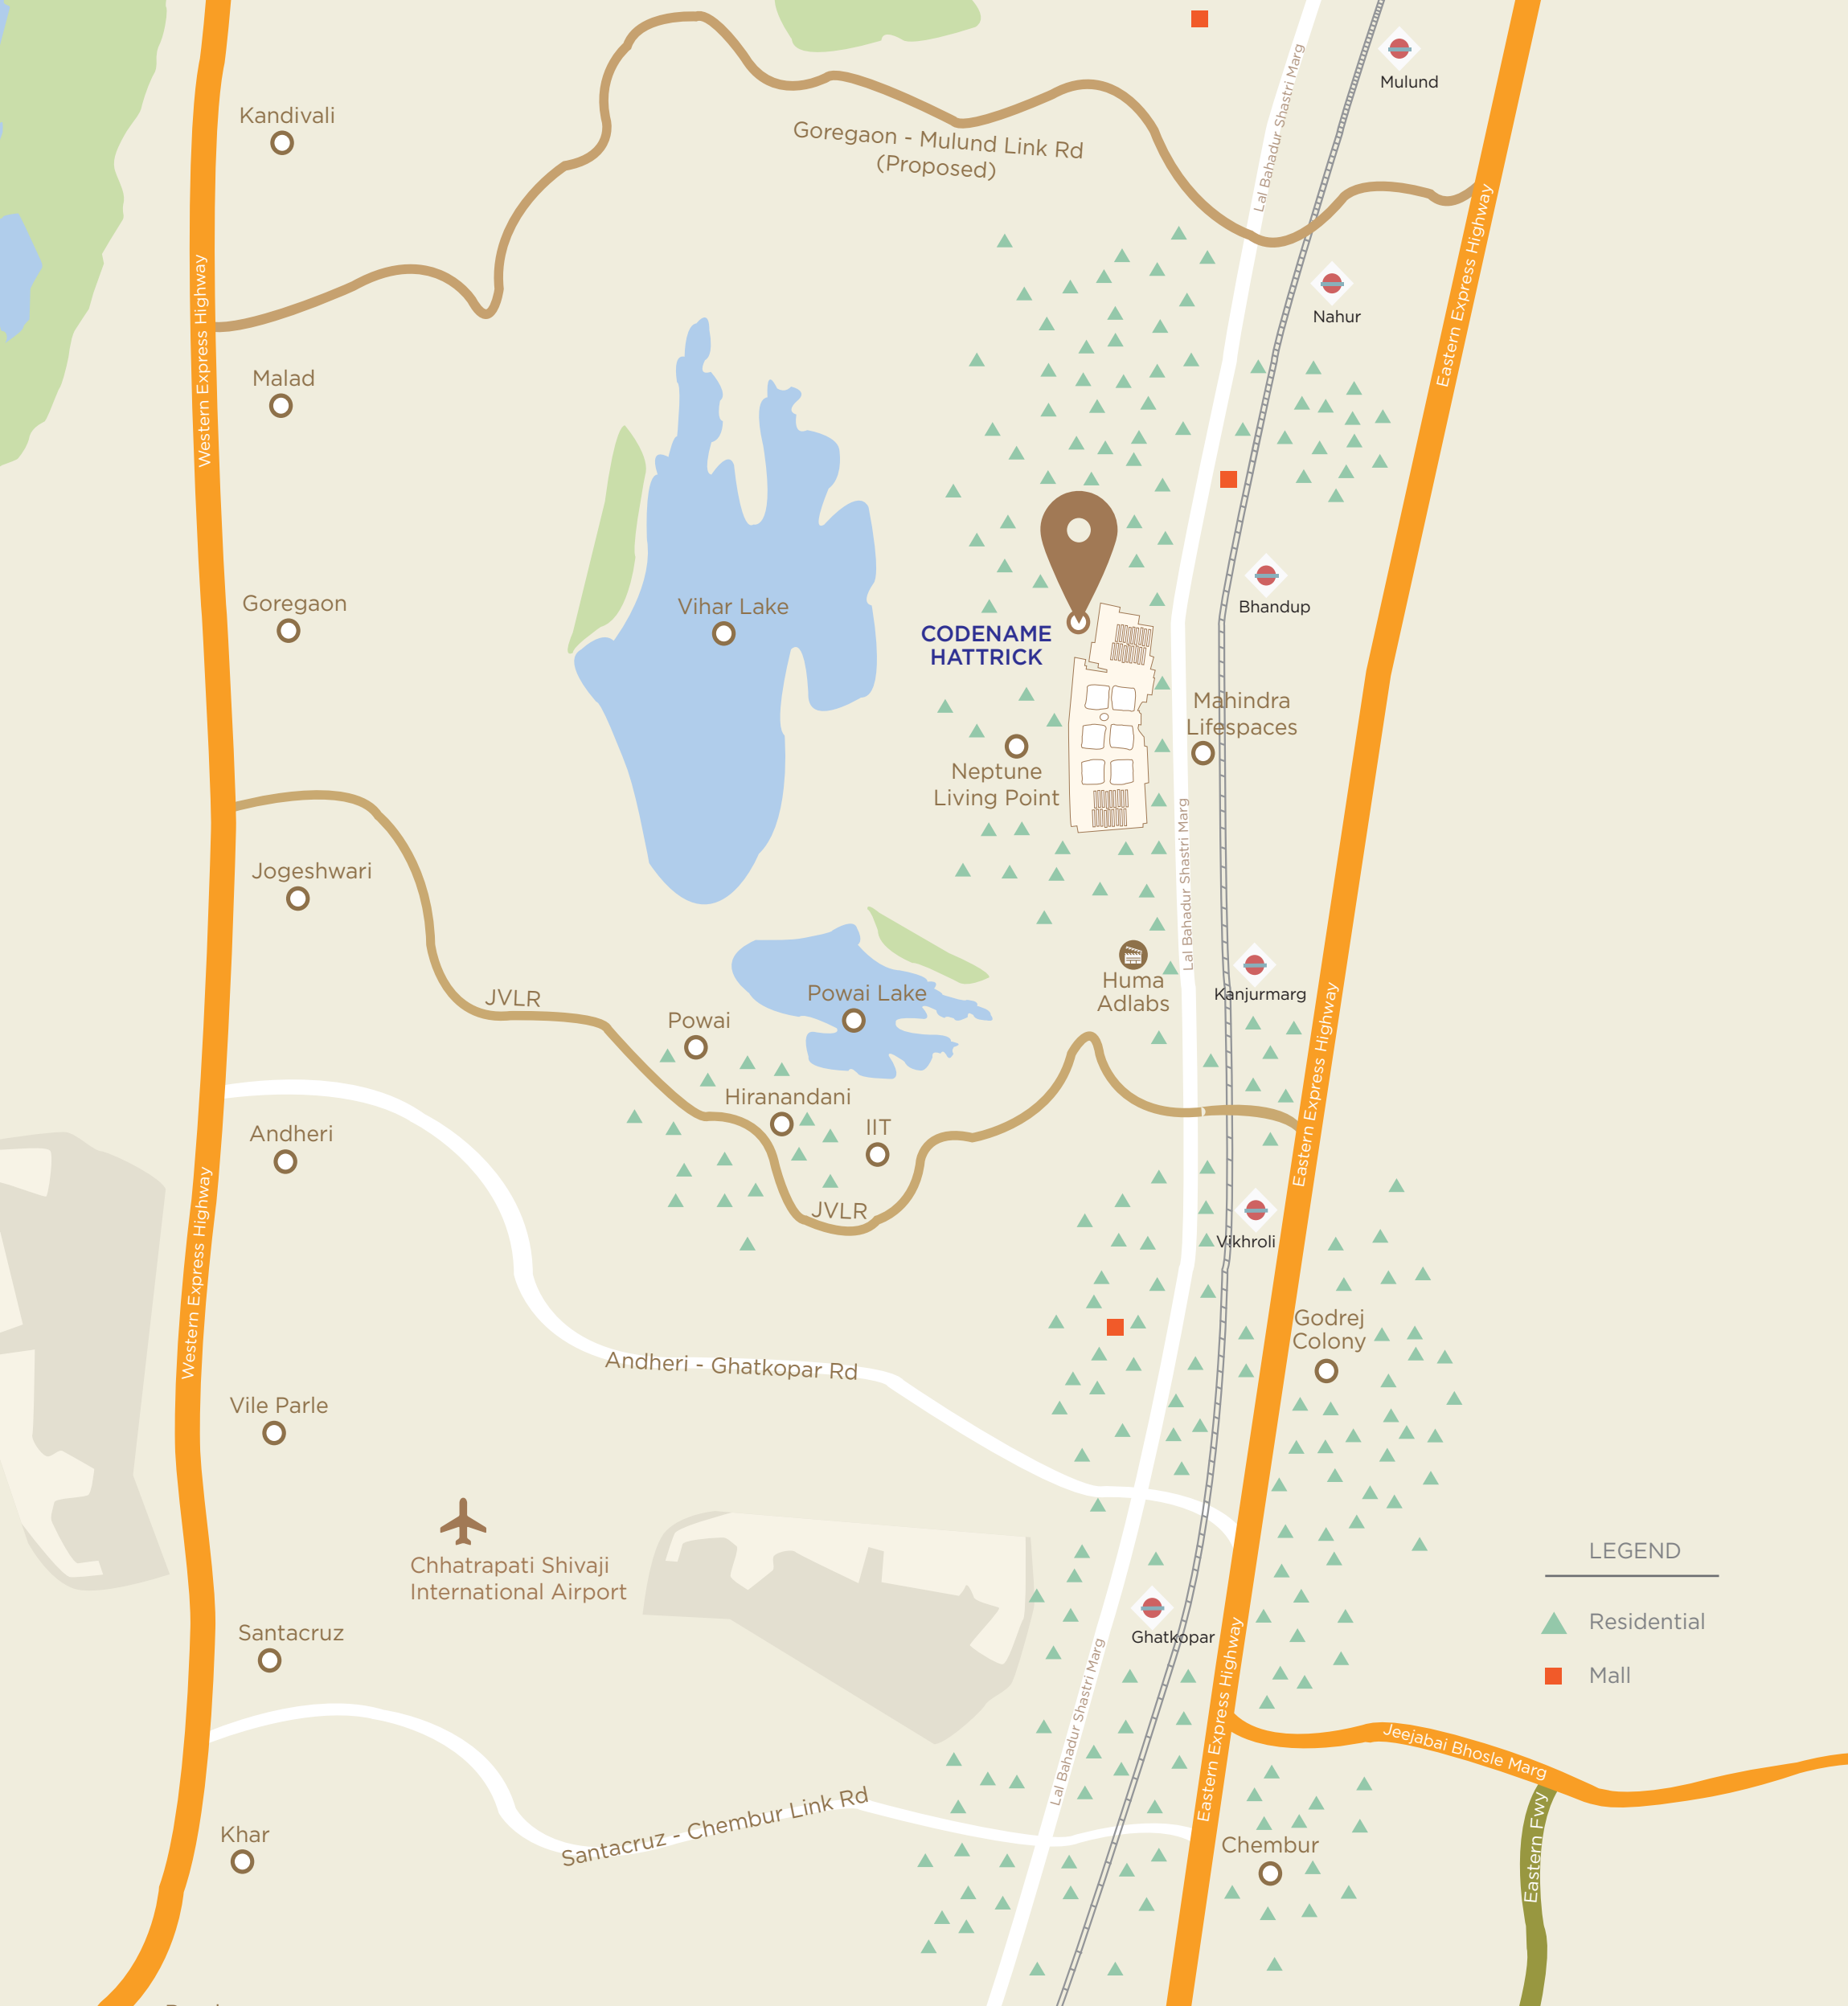 Mulund
Lal Bahadur Shastri Marg
Kandivali
Goregaon - Mulund Link Rd
(Proposed)
Eastern Express Highway
Western Express Highway
Nahur
Malad
Goregaon
Vihar Lake
Bhandup
CODENAME
HATTRICK
Mahindra
Lifespaces
Neptune
Living Point
Lal Bahadur Shastri Marg
Jogeshwari
Huma
Adlabs
Kanjurmarg
JVLR
Powai Lake
Powai
Eastern Express Highway
Hiranandani
IIT
Andheri
JVLR
Western Express Highway
Vikhroli
Godrej
Colony
Andheri - Ghatkopar Rd
Vile Parle
Chhatrapati Shivaji
International Airport
LEGEND
Residential
Mall
Ghatkopar
Santacruz
Lal Bahadur Shastri Marg
Eastern Express Highway
Jeejabai Bhosle Marg
Santacruz - Chembur Link Rd
Khar
Chembur
Eastern Fwy